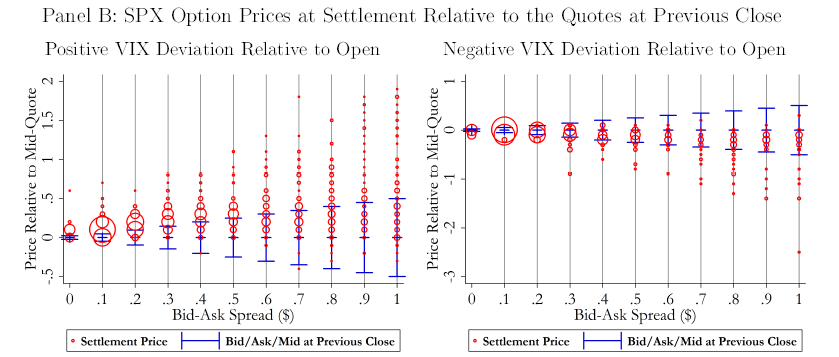 Panel B: SPX Option Prices at Settlement Relative to the Quotes at Previous Close
Positive VIX Deviation Relative to Open
Price Relative to Mid-Quote
2
1.5
1
.5
0
-.5
0 .1 .2 .3 .4 .5 .6 .7 .8 .9 1
Bid-Ask Spread ($)
Settlement Price Bid/Ask/Mid at Previous Close
Negative VIX Deviation Relative to Open
Price Relative to Mid-Quote
1
0
-1
-2
-3
0 .1 .2 .3 .4 .5 .6 .7 .8 .9 1
Bid-Ask Spread ($)
Settlement Price Bid/Ask/Mid at Previous Close